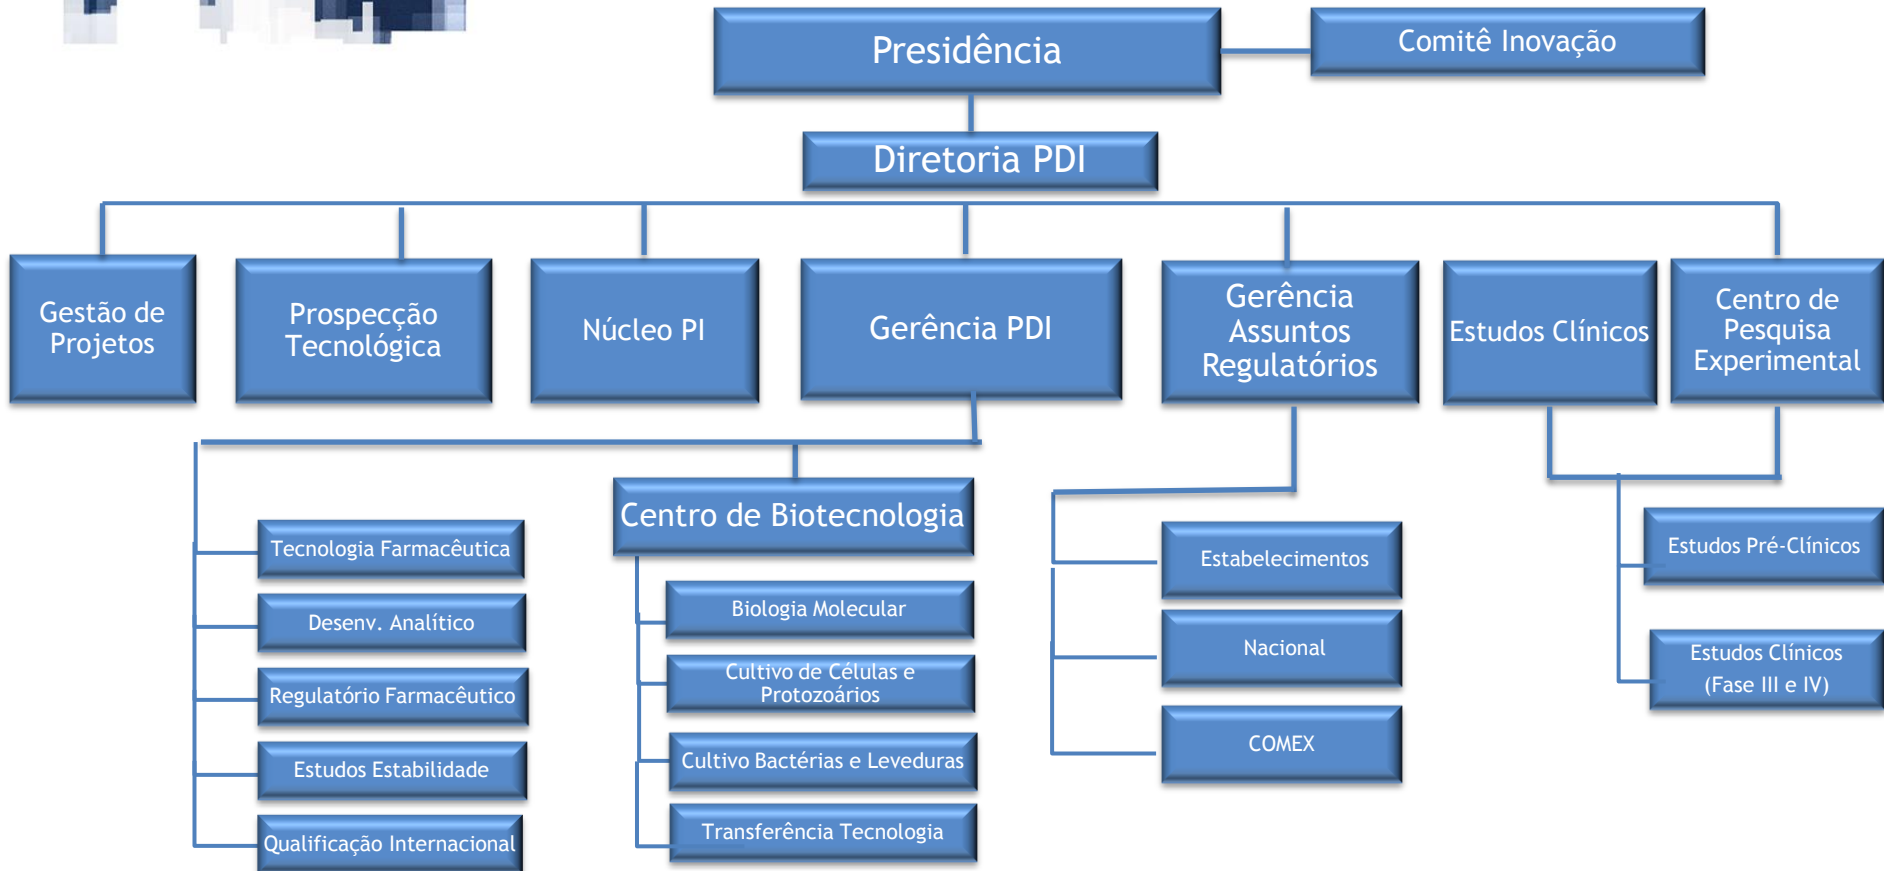 Presidência
Comitê Inovação
Diretoria PDI
Gestão de
Projetos
Prospecção
Tecnológica
Núcleo PI
Gerência PDI
Gerência
Assuntos
Regulatórios
Estudos Clínicos
Centro de
Pesquisa
Experimental
Centro de Biotecnologia
Tecnologia Farmacêutica
Desenv. Analítico
Regulatório Farmacêutico
Estudos Estabilidade
Qualificação Internacional
Biologia Molecular
Cultivo de Células e
Protozoários
Cultivo Bactérias e Leveduras
Transferência Tecnologia
Estabelecimentos
Nacional
COMEX
Estudos Pré-Clínicos
Estudos Clínicos
(Fase III e IV)